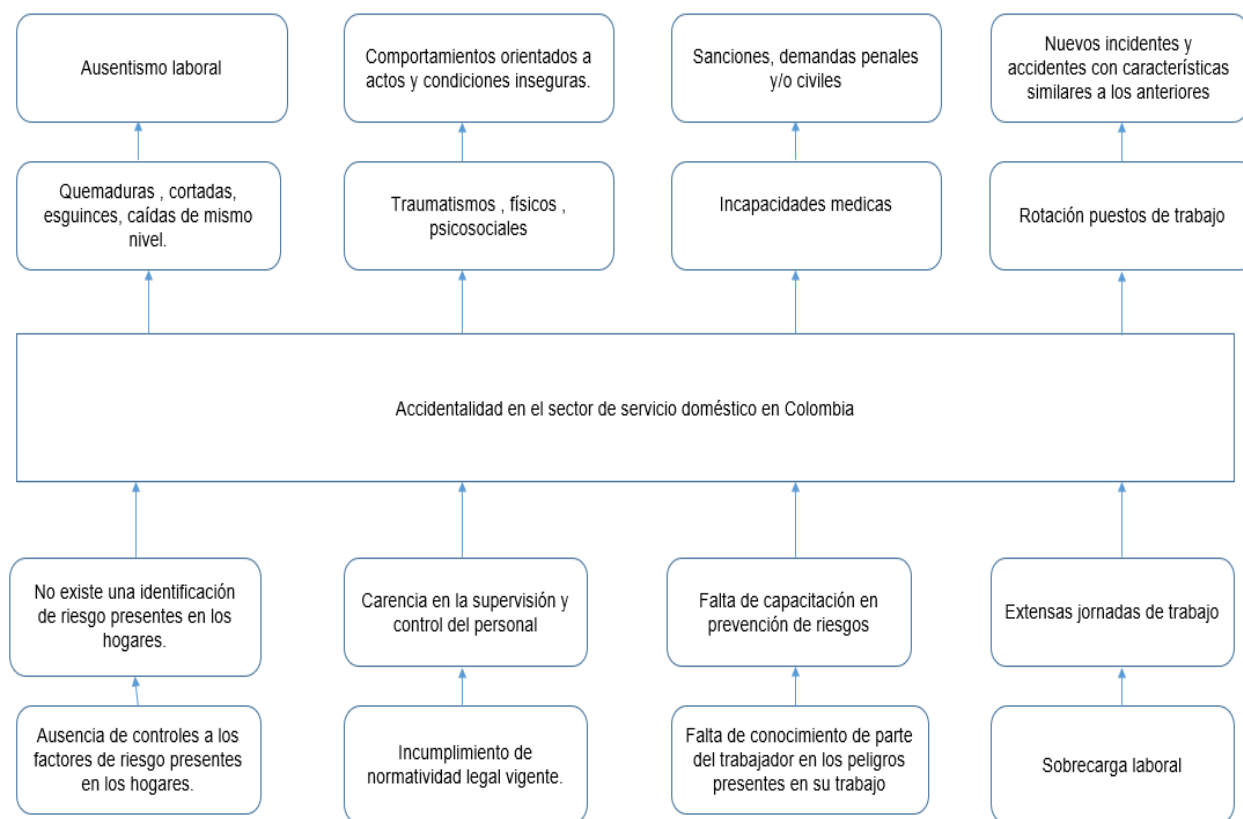 Ausentismo laboral
Comportamientos orientados a
actos y condiciones inseguras.
Sanciones, demandas penales
y/o civiles
Nuevos incidentes y
accidentes con características
similares a los anteriores
Quemaduras , cortadas,
esguinces, caídas de mismo
nivel.
Traumatismos , físicos ,
psicosociales
Incapacidades medicas
Rotación puestos de trabajo
Accidentalidad en el sector de servicio doméstico en Colombia
No existe una identificación
de riesgo presentes en los
hogares.
Carencia en la supervisión y
control del personal
Falta de capacitación en
prevención de riesgos
Extensas jornadas de trabajo
Ausencia de controles a los
factores de riesgo presentes
en los hogares.
Incumplimiento de
normatividad legal vigente.
Falta de conocimiento de parte
del trabajador en los peligros
presentes en su trabajo
Sobrecarga laboral